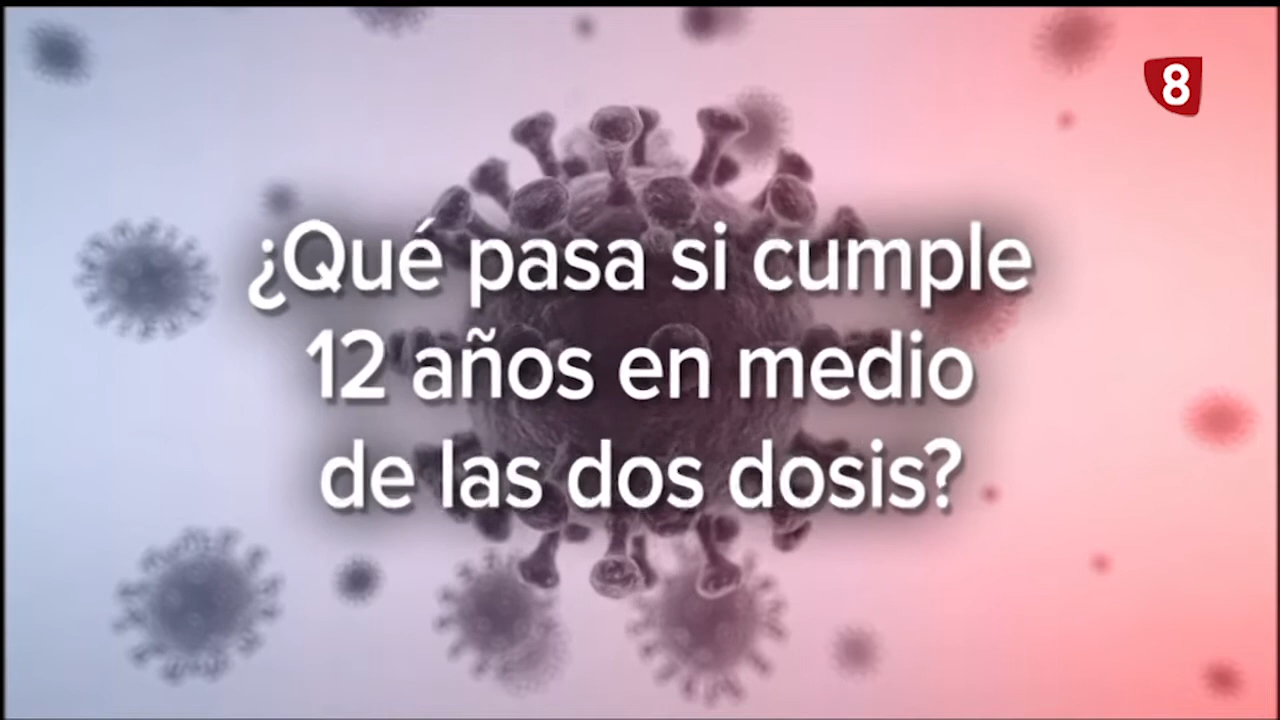 8
¿Qué pasa si cumple
12 años en medio
de las dos dosis?